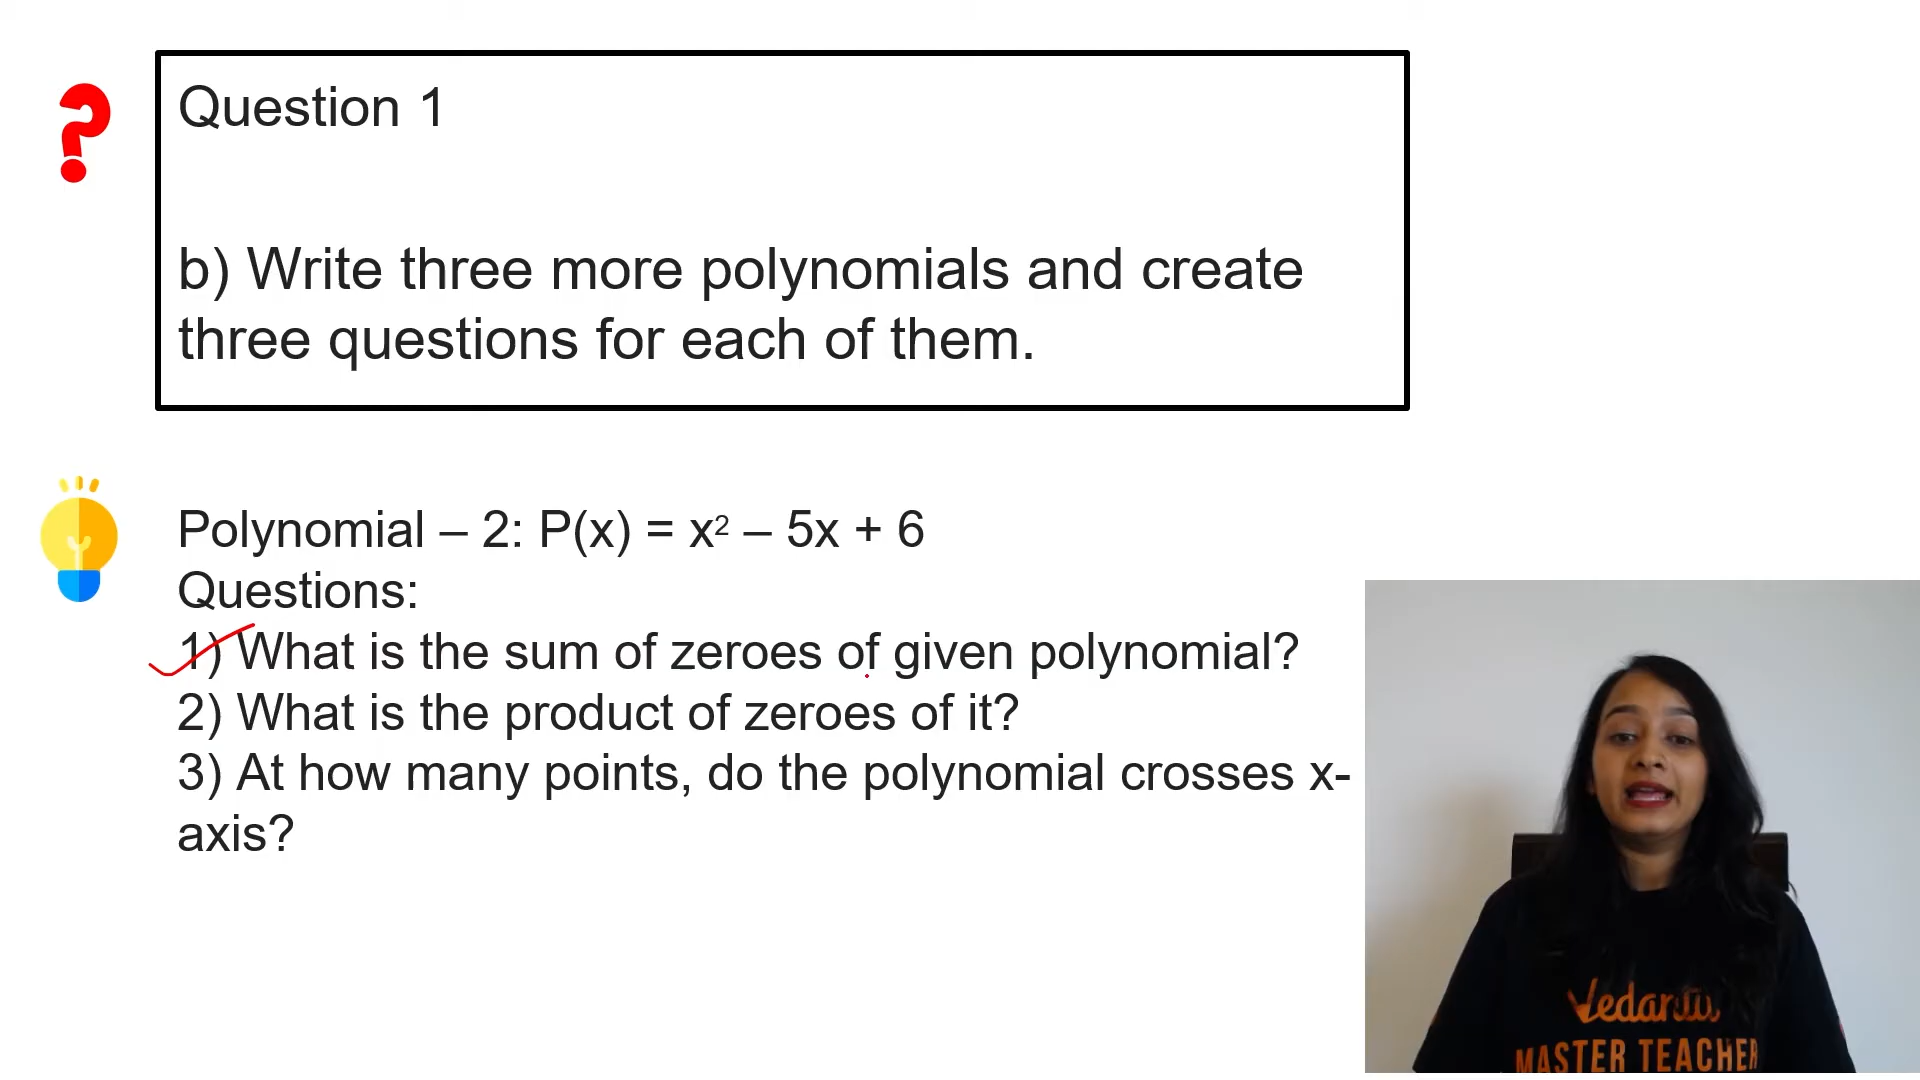 Question 1
b) Write three more polynomials and create
three questions for each of them.
Polynomial – 2: P(x) = x² – 5x + 6
Questions:
1) What is the sum of zeroes of given polynomial?
2) What is the product of zeroes of it?
3) At how many points, do the polynomial crosses x-
axis?
Vedantu
MASTER TEACHER